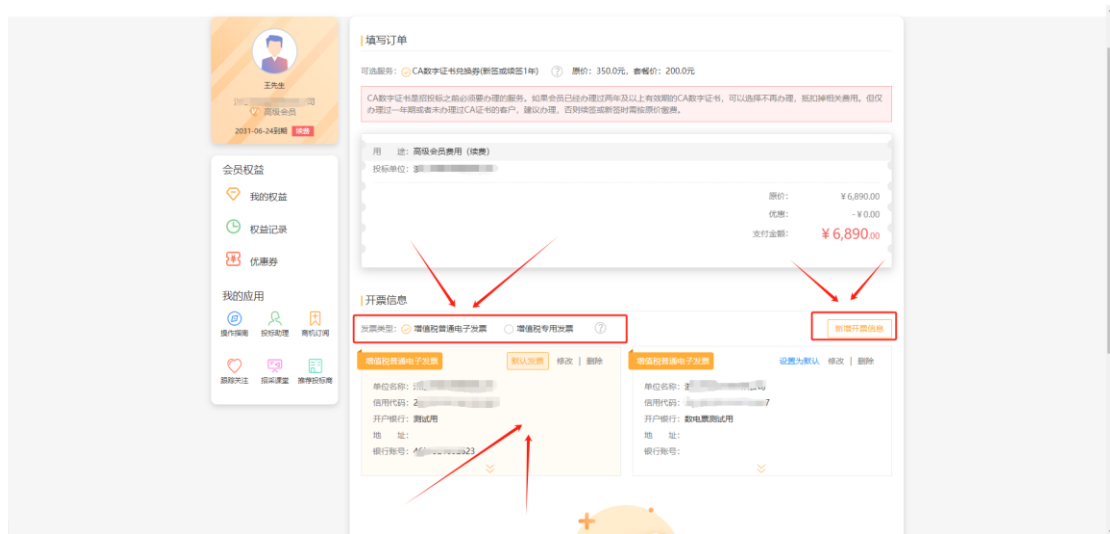 王先生
司
高级会员
2031-06-24到期 续费
会员权益
我的权益
权益记录
优惠券
我的应用
操作指南 投标助理 商机订阅
跟踪关注 招采课堂 推荐投标商
填写订单
可选服务: CA数字证书兑换券(新签或续签1年) ? 原价: 350.0元, 套餐价: 200.0元
CA数字证书是招投标之前必须要办理的服务。如果会员已经办理过两年及以上有效期的CA数字证书，可以选择不再办理，抵扣掉相关费用。但仅
办理过一年期或者未办理过CA证书的客户，建议办理，否则续签或新签时需按原价缴费。
用 途: 高级会员费用（续费）
投标单位:
原价: ¥ 6,890.00
优惠: - ¥ 0.00
支付金额: ¥ 6,890.00
开票信息
发票类型: 增值税普通电子发票 增值税专用发票 ?
新增开票信息
增值税普通电子发票 默认发票 修改 | 删除
单位名称:
信用代码: 2
开户银行: 测试用
地 址:
银行账号:
增值税普通电子发票 设置为默认 修改 | 删除
单位名称:
信用代码: 7
开户银行: 数电票测试用
地 址:
银行账号: